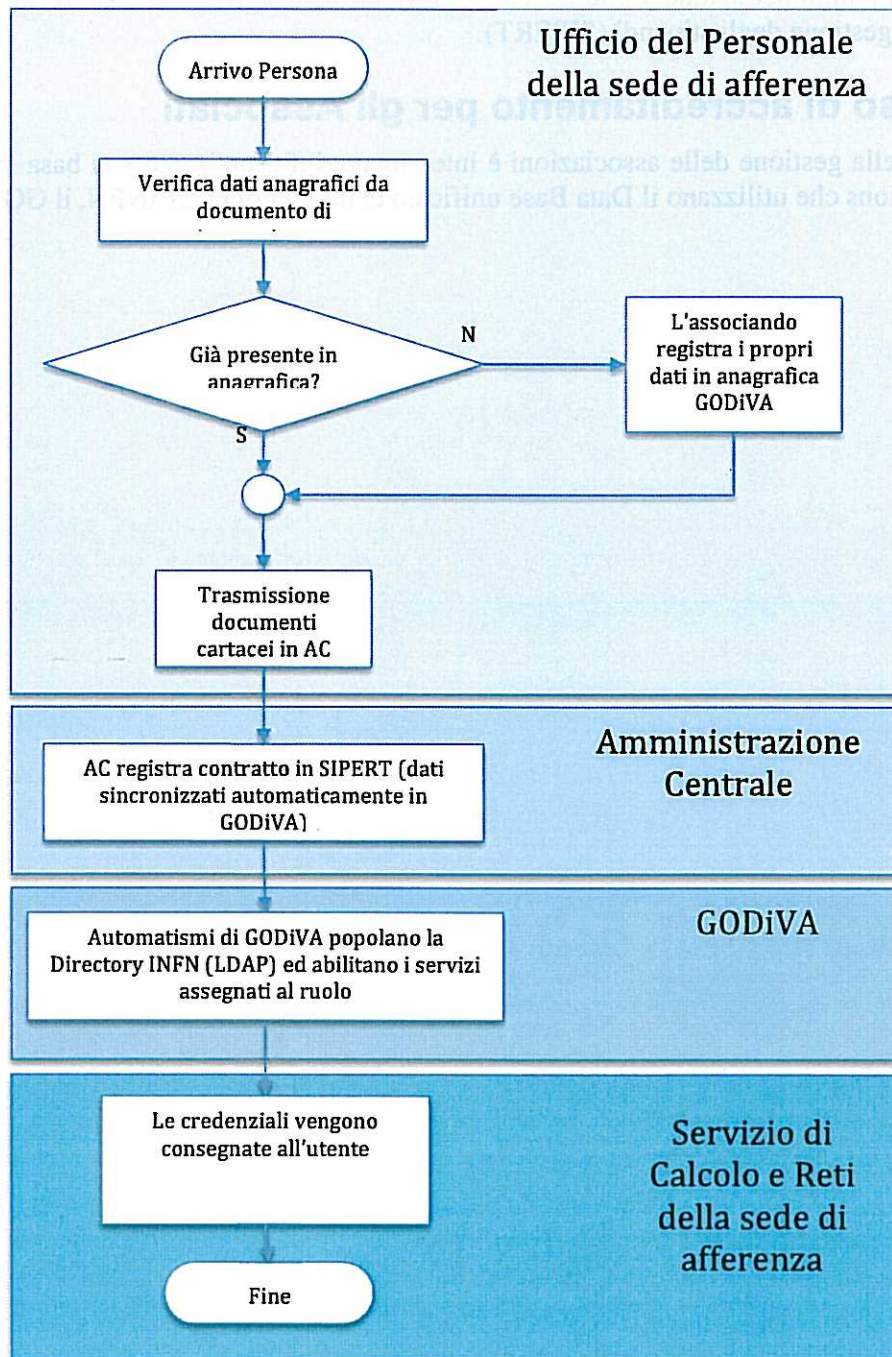 Ufficio del Personale
della sede di afferenza
Arrivo Persona
Verifica dati anagrafici da
documento di
Già presente in
anagrafica?
N
S
L'associando
registra i propri
dati in anagrafica
GODiVA
Trasmissione
documenti
cartacei in AC
Amministrazione
Centrale
AC registra contratto in SIPERT (dati
sincronizzati automaticamente in
GODiVA)
GODiVA
Automatismi di GODiVA popolano la
Directory INFN (LDAP) ed abilitano i servizi
assegnati al ruolo
Le credenziali vengono
consegnate all'utente
Servizio di
Calcolo e Reti
della sede di
afferenza
Fine